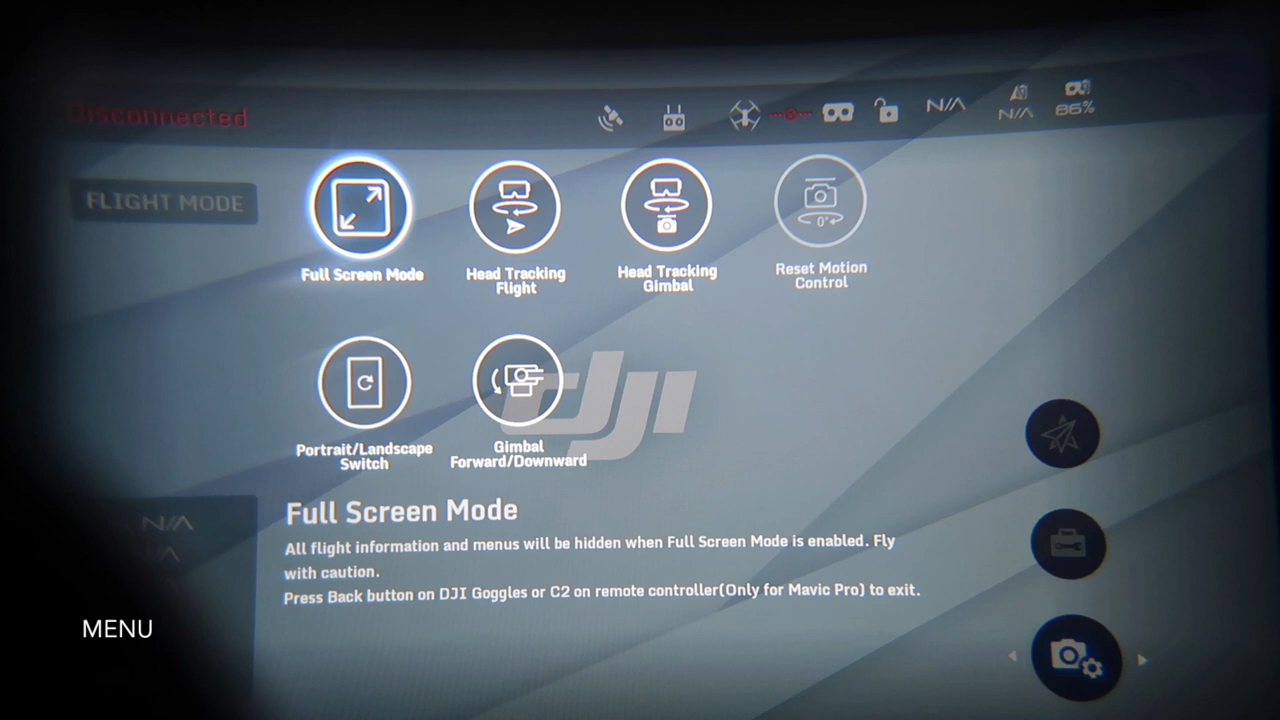 Disconnected
N/A
N/A
86%
FLIGHT MODE
0°
Full Screen Mode
Head Tracking
Flight
Head Tracking
Gimbal
Reset Motion
Control
dji
Portrait/Landscape
Switch
Gimbal
Forward/Downward
N/A
Full Screen Mode
All flight information and menus will be hidden when Full Screen Mode is enabled. Fly
with caution.
Press Back button on DJI Goggles or C2 on remote controller(Only for Mavic Pro) to exit.
MENU